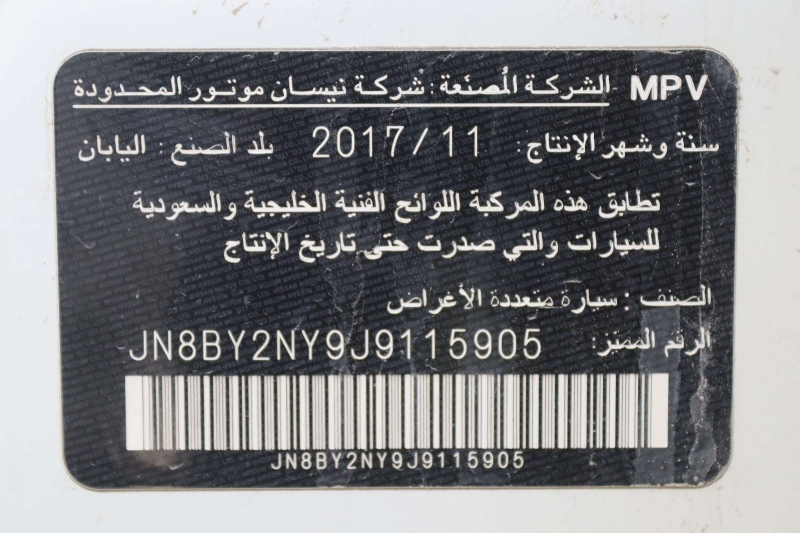 MPV الشركة المُصنَعة : شركة نيسان موتور المحدودة
سنة وشهر الإنتاج: 2017/11 بلد الصنع : اليابان
تطابق هذه المركبة اللوائح الفنية الخليجية والسعودية
للسيارات والتي صدرت حتى تاريخ الإنتاج
الصنف : سيارة متعددة الأغراض
الرقم المميز: JN8BY2NY9J9115905
JN8BY2NY9J9115905